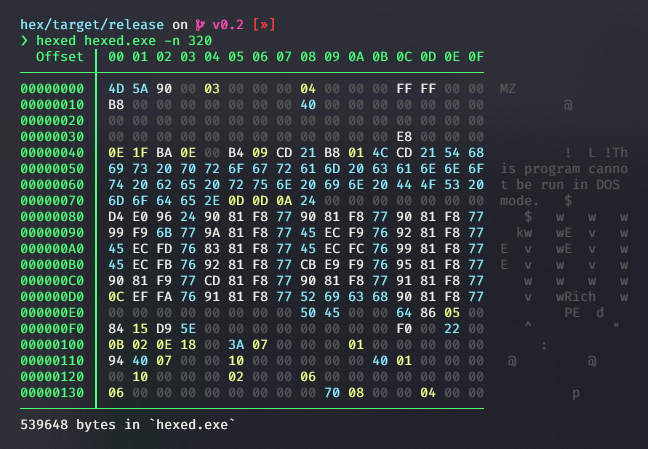 hex/target/release on v0.2 [»]
❯ hexed hexed.exe -n 320
Offset 00 01 02 03 04 05 06 07 08 09 0A 0B 0C 0D 0E 0F
00000000 4D 5A 90 00 03 00 00 00 04 00 00 00 FF FF 00 00 MZ
00000010 B8 00 00 00 00 00 00 00 40 00 00 00 00 00 00 00 @
00000020 00 00 00 00 00 00 00 00 00 00 00 00 00 00 00 00
00000030 00 00 00 00 00 00 00 00 00 00 00 00 E8 00 00 00
00000040 0E 1F BA 0E 00 B4 09 CD 21 B8 01 4C CD 21 54 68 ! L !Th
00000050 69 73 20 70 72 6F 67 72 61 6D 20 63 61 6E 6E 6F is program canno
00000060 74 20 62 65 20 72 75 6E 20 69 6E 20 44 4F 53 20 t be run in DOS
00000070 6D 6F 64 65 2E 0D 0D 0A 24 00 00 00 00 00 00 00 mode. $
00000080 D4 E0 96 24 90 81 F8 77 90 81 F8 77 90 81 F8 77 $ w w w
00000090 99 F9 6B 77 9A 81 F8 77 45 EC F9 76 92 81 F8 77 kw wE v w
000000A0 45 EC FD 76 83 81 F8 77 45 EC FC 76 99 81 F8 77 E v wE v w
000000B0 45 EC FB 76 92 81 F8 77 CB E9 F9 76 95 81 F8 77 E v w v w
000000C0 90 81 F9 77 CD 81 F8 77 90 81 F8 77 91 81 F8 77 w w w w
000000D0 0C EF FA 76 91 81 F8 77 52 69 63 68 90 81 F8 77 v wRich w
000000E0 00 00 00 00 00 00 00 00 50 45 00 00 64 86 05 00 PE d
000000F0 84 15 D9 5E 00 00 00 00 00 00 00 00 F0 00 22 00 ^ "
00000100 0B 02 0E 18 00 3A 07 00 00 00 01 00 00 00 00 00 :
00000110 94 40 07 00 00 10 00 00 00 00 00 40 01 00 00 00 @ @
00000120 00 10 00 00 00 02 00 00 06 00 00 00 00 00 00 00
00000130 06 00 00 00 00 00 00 00 00 70 08 00 00 04 00 00 p
539648 bytes in `hexed.exe`